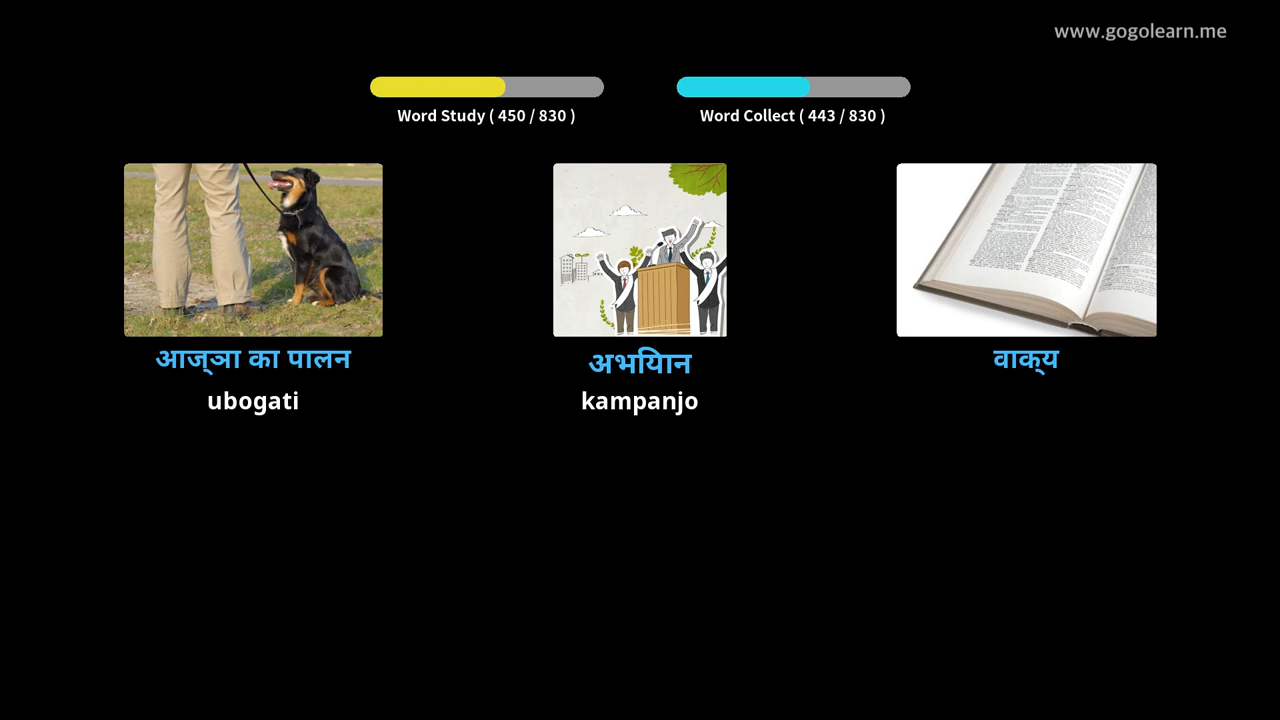 www.gogolearn.me
Word Study ( 450 / 830 )
Word Collect ( 443 / 830 )
आज्ञा का पालन
अभियान
वाक्य
ubogati
kampanjo